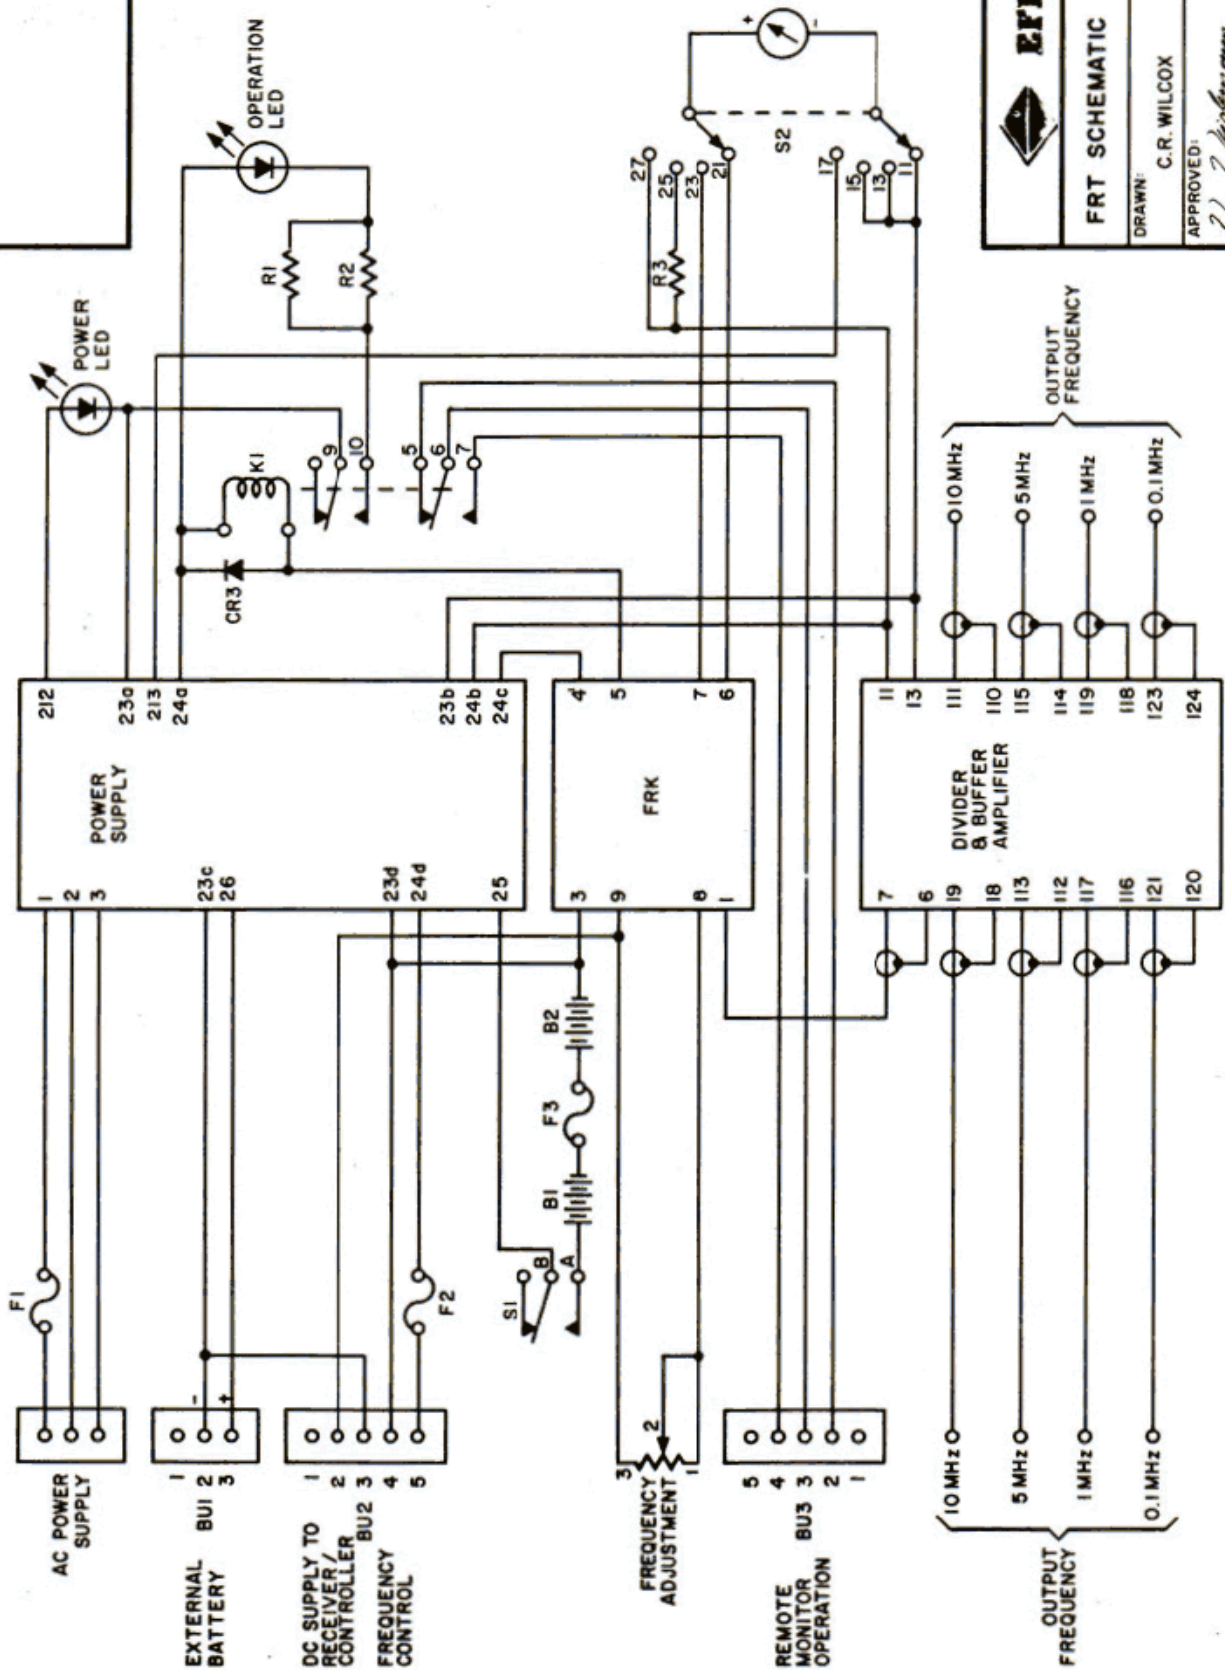 AC POWER
SUPPLY
F1
1
2
3
EXTERNAL
BATTERY
BU1
1
2
3
-
+
DC SUPPLY TO
RECEIVER/
CONTROLLER
BU2
FREQUENCY
CONTROL
1
2
3
4
5
F2
S1
B
A
B1
F3
B2
FREQUENCY
ADJUSTMENT
3
2
1
REMOTE
MONITOR
OPERATION
BU3
5
4
3
2
1
OUTPUT
FREQUENCY
10 MHz
5 MHz
1 MHz
0.1 MHz
POWER
SUPPLY
23c
26
23d
24d
25
212
23a
213
24a
23b
24b
24c
FRK
3
9
8
1
4
5
7
6
DIVIDER
& BUFFER
AMPLIFIER
7
6
19
18
113
112
117
116
121
120
11
13
111
110
115
114
119
118
123
124
POWER
LED
OPERATION
LED
CR3
K1
9
10
5
6
7
R1
R2
R3
27
25
23
21
S2
17
15
13
11
+
-
10 MHz
5 MHz
1 MHz
0.1 MHz
OUTPUT
FREQUENCY
FRT SCHEMATIC
DRAWN:
C.R. WILCOX
APPROVED: